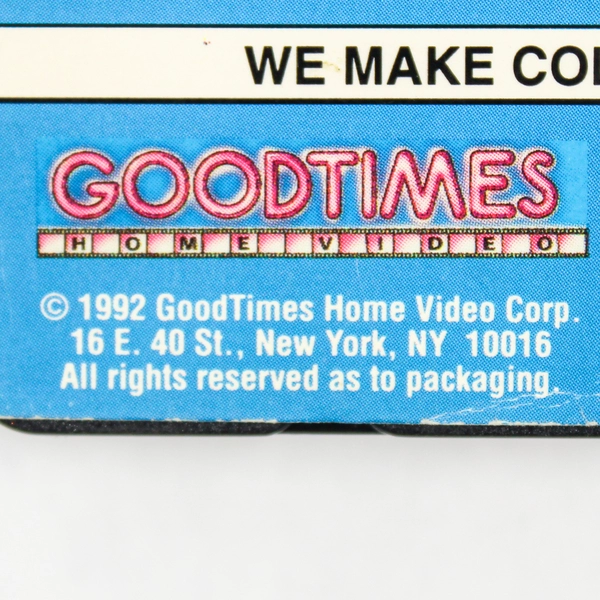 WE MAKE
GOODTIMES
HOME VIDEO
© 1992 GoodTimes Home Video Corp.
16 E. 40 St., New York, NY 10016
All rights reserved as to packaging.